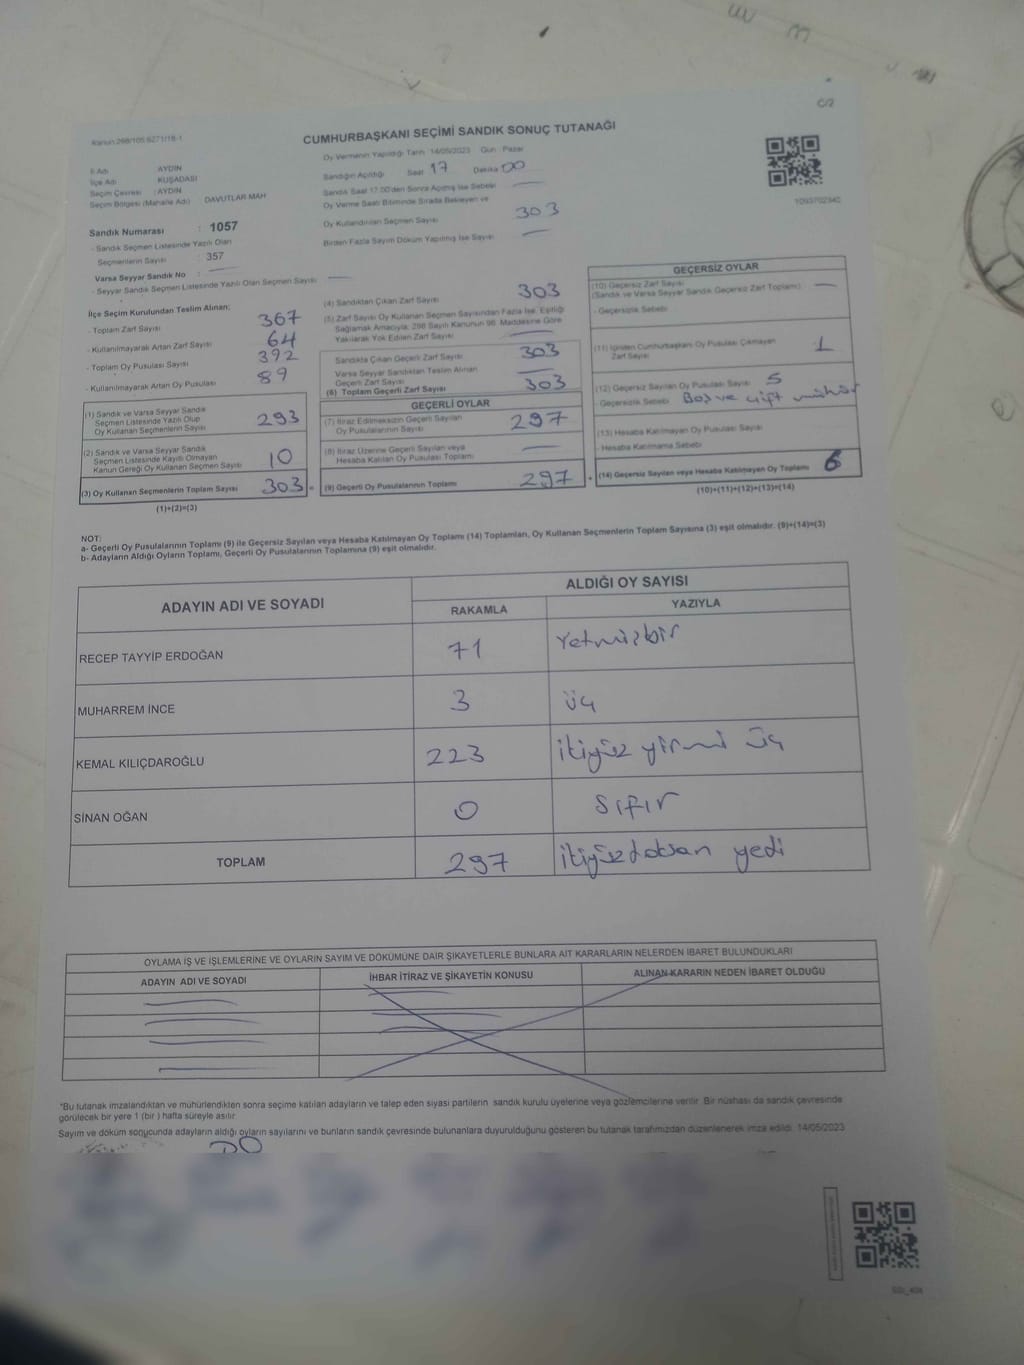 C/2
Kanun:298/105.6271/18-1
CUMHURBAŞKANI SEÇİMİ SANDIK SONUÇ TUTANAĞI
Oy Vermenin Yapıldığı Tarih :14/05/2023 Gün : Pazar
İl Adı : AYDIN
İlçe Adı : KUŞADASI
Seçim Çevresi : AYDIN
Seçim Bölgesi (Mahalle Adı) DAVUTLAR MAH
Sandığın Açıldığı Saat 17 Dakika 00
Sandık Saat 17.00'den Sonra Açılmış İse Sebebi
Oy Verme Saati Bitiminde Sırada Bekleyen ve
Oy Kullandırılan Seçmen Sayısı 303
Birden Fazla Sayım Döküm Yapılmış İse Sayısı
Sandık Numarası : 1057
- Sandık Seçmen Listesinde Yazılı Olan
Seçmenlerin Sayısı : 357
Varsa Seyyar Sandık No :
- Seyyar Sandık Seçmen Listesinde Yazılı Olan Seçmen Sayısı :
İlçe Seçim Kurulundan Teslim Alınan:
- Toplam Zarf Sayısı 367
- Kullanılmayarak Artan Zarf Sayısı 64
- Toplam Oy Pusulası Sayısı 392
- Kullanılmayarak Artan Oy Pusulası 89
(1) Sandık ve Varsa Seyyar Sandık
Seçmen Listesinde Yazılı Olup
Oy Kullanan Seçmenlerin Sayısı 293
(2) Sandık ve Varsa Seyyar Sandık
Seçmen Listesinde Kayıtlı Olmayan
Kanun Gereği Oy Kullanan Seçmen Sayısı 10
(3) Oy Kullanan Seçmenlerin Toplam Sayısı 303 =
(1)+(2)=(3)
(4) Sandıktan Çıkan Zarf Sayısı 303
(5) Zarf Sayısı Oy Kullanan Seçmen Sayısından Fazla İse, Eşitliği
Sağlamak Amacıyla, 298 Sayılı Kanunun 98. Maddesine Göre
Yakılarak Yok Edilen Zarf Sayısı
Sandıkta Çıkan Geçerli Zarf Sayısı 303
Varsa Seyyar Sandıktan Teslim Alınan
Geçerli Zarf Sayısı
(6) Toplam Geçerli Zarf Sayısı 303
GEÇERLİ OYLAR
(7) İtiraz Edilmeksizin Geçerli Sayılan
Oy Pusulalarının Sayısı 297
(8) İtiraz Üzerine Geçerli Sayılan veya
Hesaba Katılan Oy Pusulası Toplamı
(9) Geçerli Oy Pusulalarının Toplamı 297 +
GEÇERSİZ OYLAR
(10) Geçersiz Zarf Sayısı
(Sandık ve Varsa Seyyar Sandık Geçersiz Zarf Toplamı)
- Geçersizlik Sebebi
(11) İçinden Cumhurbaşkanı Oy Pusulası Çıkmayan
Zarf Sayısı 1
(12) Geçersiz Sayılan Oy Pusulası Sayısı 5
- Geçersizlik Sebebi Boş ve çift mühür
(13) Hesaba Katılmayan Oy Pusulası Sayısı
- Hesaba Katılmama Sebebi
(14) Geçersiz Sayılan veya Hesaba Katılmayan Oy Toplamı 6
(10)+(11)+(12)+(13)=(14)
NOT:
a- Geçerli Oy Pusulalarının Toplamı (9) ile Geçersiz Sayılan veya Hesaba Katılmayan Oy Toplamı (14) Toplamları, Oy Kullanan Seçmenlerin Toplam Sayısına (3) eşit olmalıdır. (9)+(14)=(3)
b- Adayların Aldığı Oyların Toplamı, Geçerli Oy Pusulalarının Toplamına (9) eşit olmalıdır.
ADAYIN ADI VE SOYADI
ALDIĞI OY SAYISI
RAKAMLA YAZIYLA
RECEP TAYYİP ERDOĞAN 71 Yetmişbir
MUHARREM İNCE 3 üç
KEMAL KILIÇDAROĞLU 223 ikiyüz yirmi üç
SİNAN OĞAN 0 sıfır
TOPLAM 297 ikiyüzdoksan yedi
OYLAMA İŞ VE İŞLEMLERİNE VE OYLARIN SAYIM VE DÖKÜMÜNE DAİR ŞİKAYETLERLE BUNLARA AİT KARARLARIN NELERDEN İBARET BULUNDUKLARI
ADAYIN ADI VE SOYADI İHBAR İTİRAZ VE ŞİKAYETİN KONUSU ALINAN KARARIN NEDEN İBARET OLDUĞU
*Bu tutanak imzalandıktan ve mühürlendikten sonra seçime katılan adayların ve talep eden siyasi partilerin sandık kurulu üyelerine veya gözlemcilerine verilir. Bir nüshası da sandık çevresinde
görülecek bir yere 1 (bir ) hafta süreyle asılır.
Sayım ve döküm sonucunda adayların aldığı oyların sayılarını ve bunların sandık çevresinde bulunanlara duyurulduğunu gösteren bu tutanak tarafımızdan düzenlenerek imza edildi. 14/05/2023